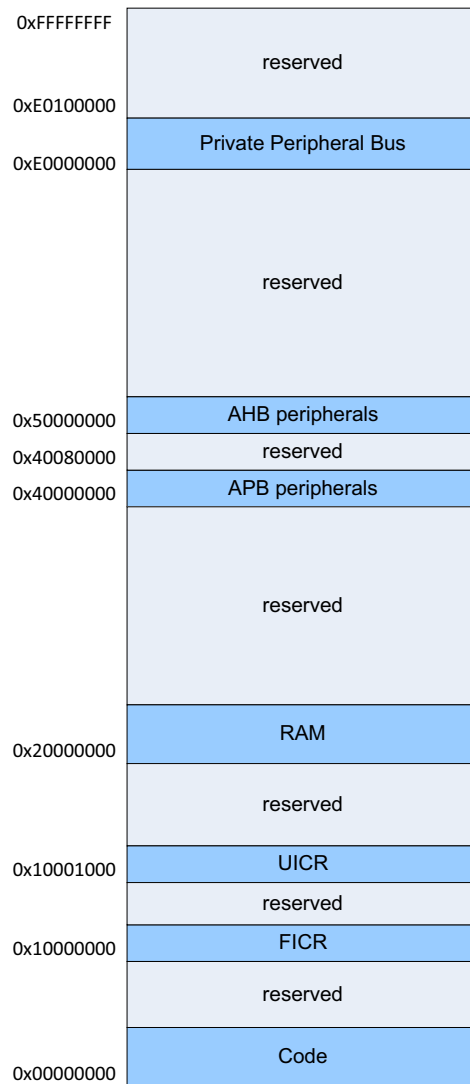 0xFFFFFFFF
reserved
0xE0100000
Private Peripheral Bus
0xE0000000
reserved
AHB peripherals
0x50000000
reserved
0x40080000
APB peripherals
0x40000000
reserved
RAM
0x20000000
reserved
UICR
0x10001000
reserved
FICR
0x10000000
reserved
Code
0x00000000